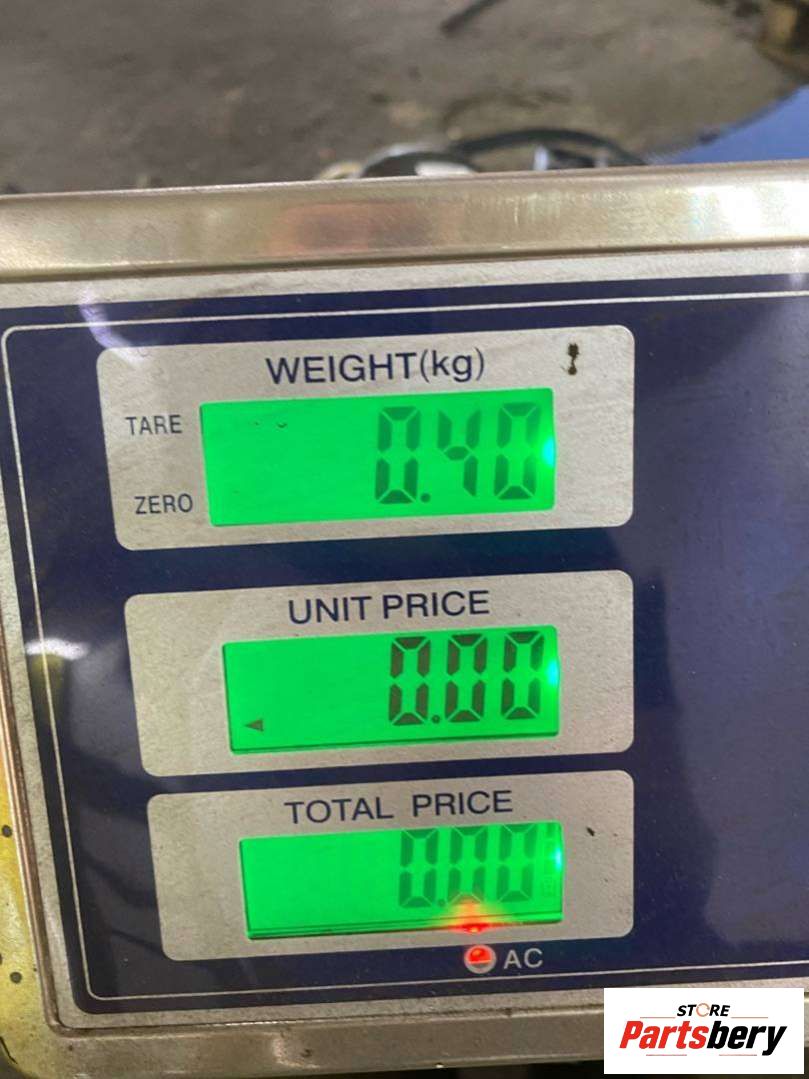 WEIGHT(kg)
TARE
0.40
ZERO
UNIT PRICE
0.00
TOTAL PRICE
0.00
AC
STORE
Partsbery